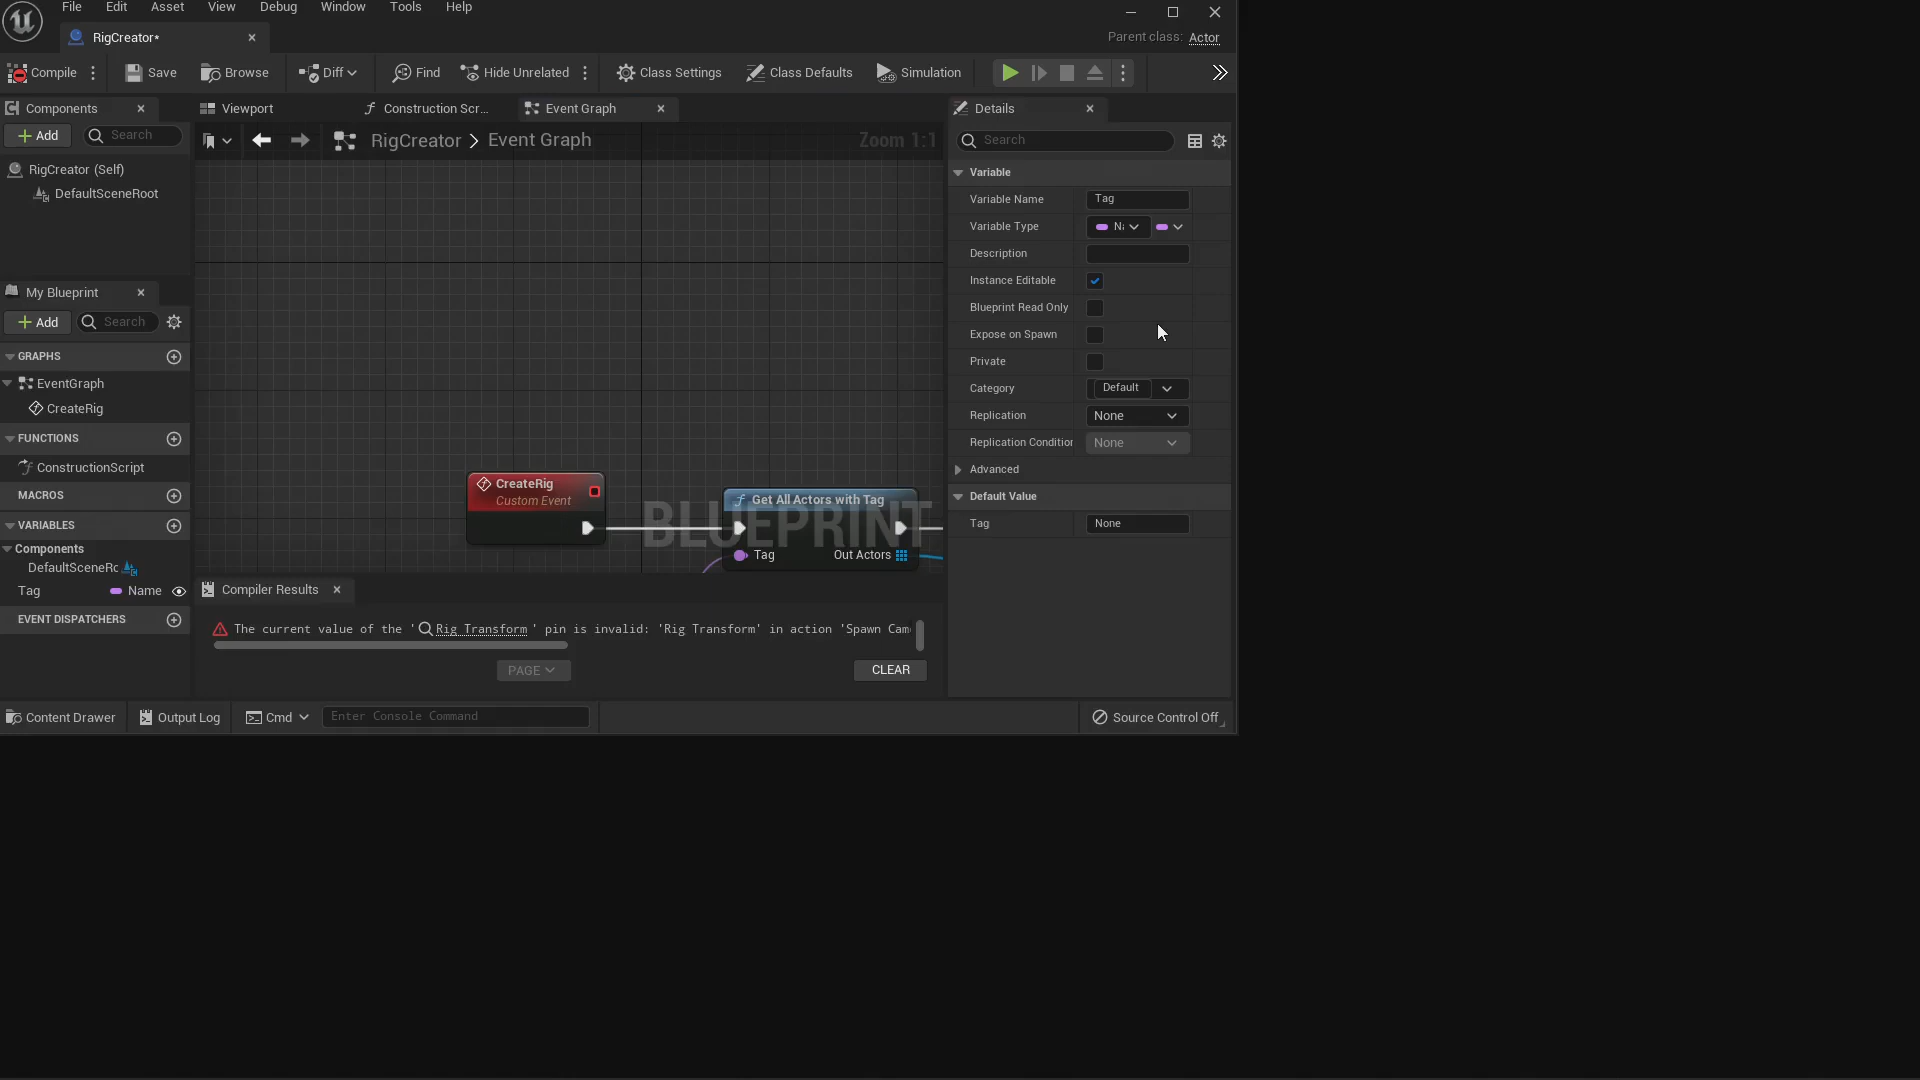 File Edit Asset View Debug Window Tools Help
RigCreator*
Parent class: Actor
Compile Save Browse Diff Find Hide Unrelated Class Settings Class Defaults Simulation
Components Viewport Construction Scr... Event Graph Details
Add Search RigCreator > Event Graph Zoom 1:1 Search
RigCreator (Self)
DefaultSceneRoot
My Blueprint
Add Search
GRAPHS
EventGraph
CreateRig
FUNCTIONS
ConstructionScript
MACROS
VARIABLES
Components
DefaultSceneRc
Tag Name
EVENT DISPATCHERS
CreateRig
Custom Event
Get All Actors with Tag
Tag Out Actors
BLUEPRINT
Compiler Results
The current value of the ' Rig Transform ' pin is invalid: 'Rig Transform' in action 'Spawn Cam
PAGE CLEAR
Variable
Variable Name Tag
Variable Type Na
Description
Instance Editable
Blueprint Read Only
Expose on Spawn
Private
Category Default
Replication None
Replication Condition None
Advanced
Default Value
Tag None
Content Drawer Output Log Cmd Enter Console Command Source Control Off